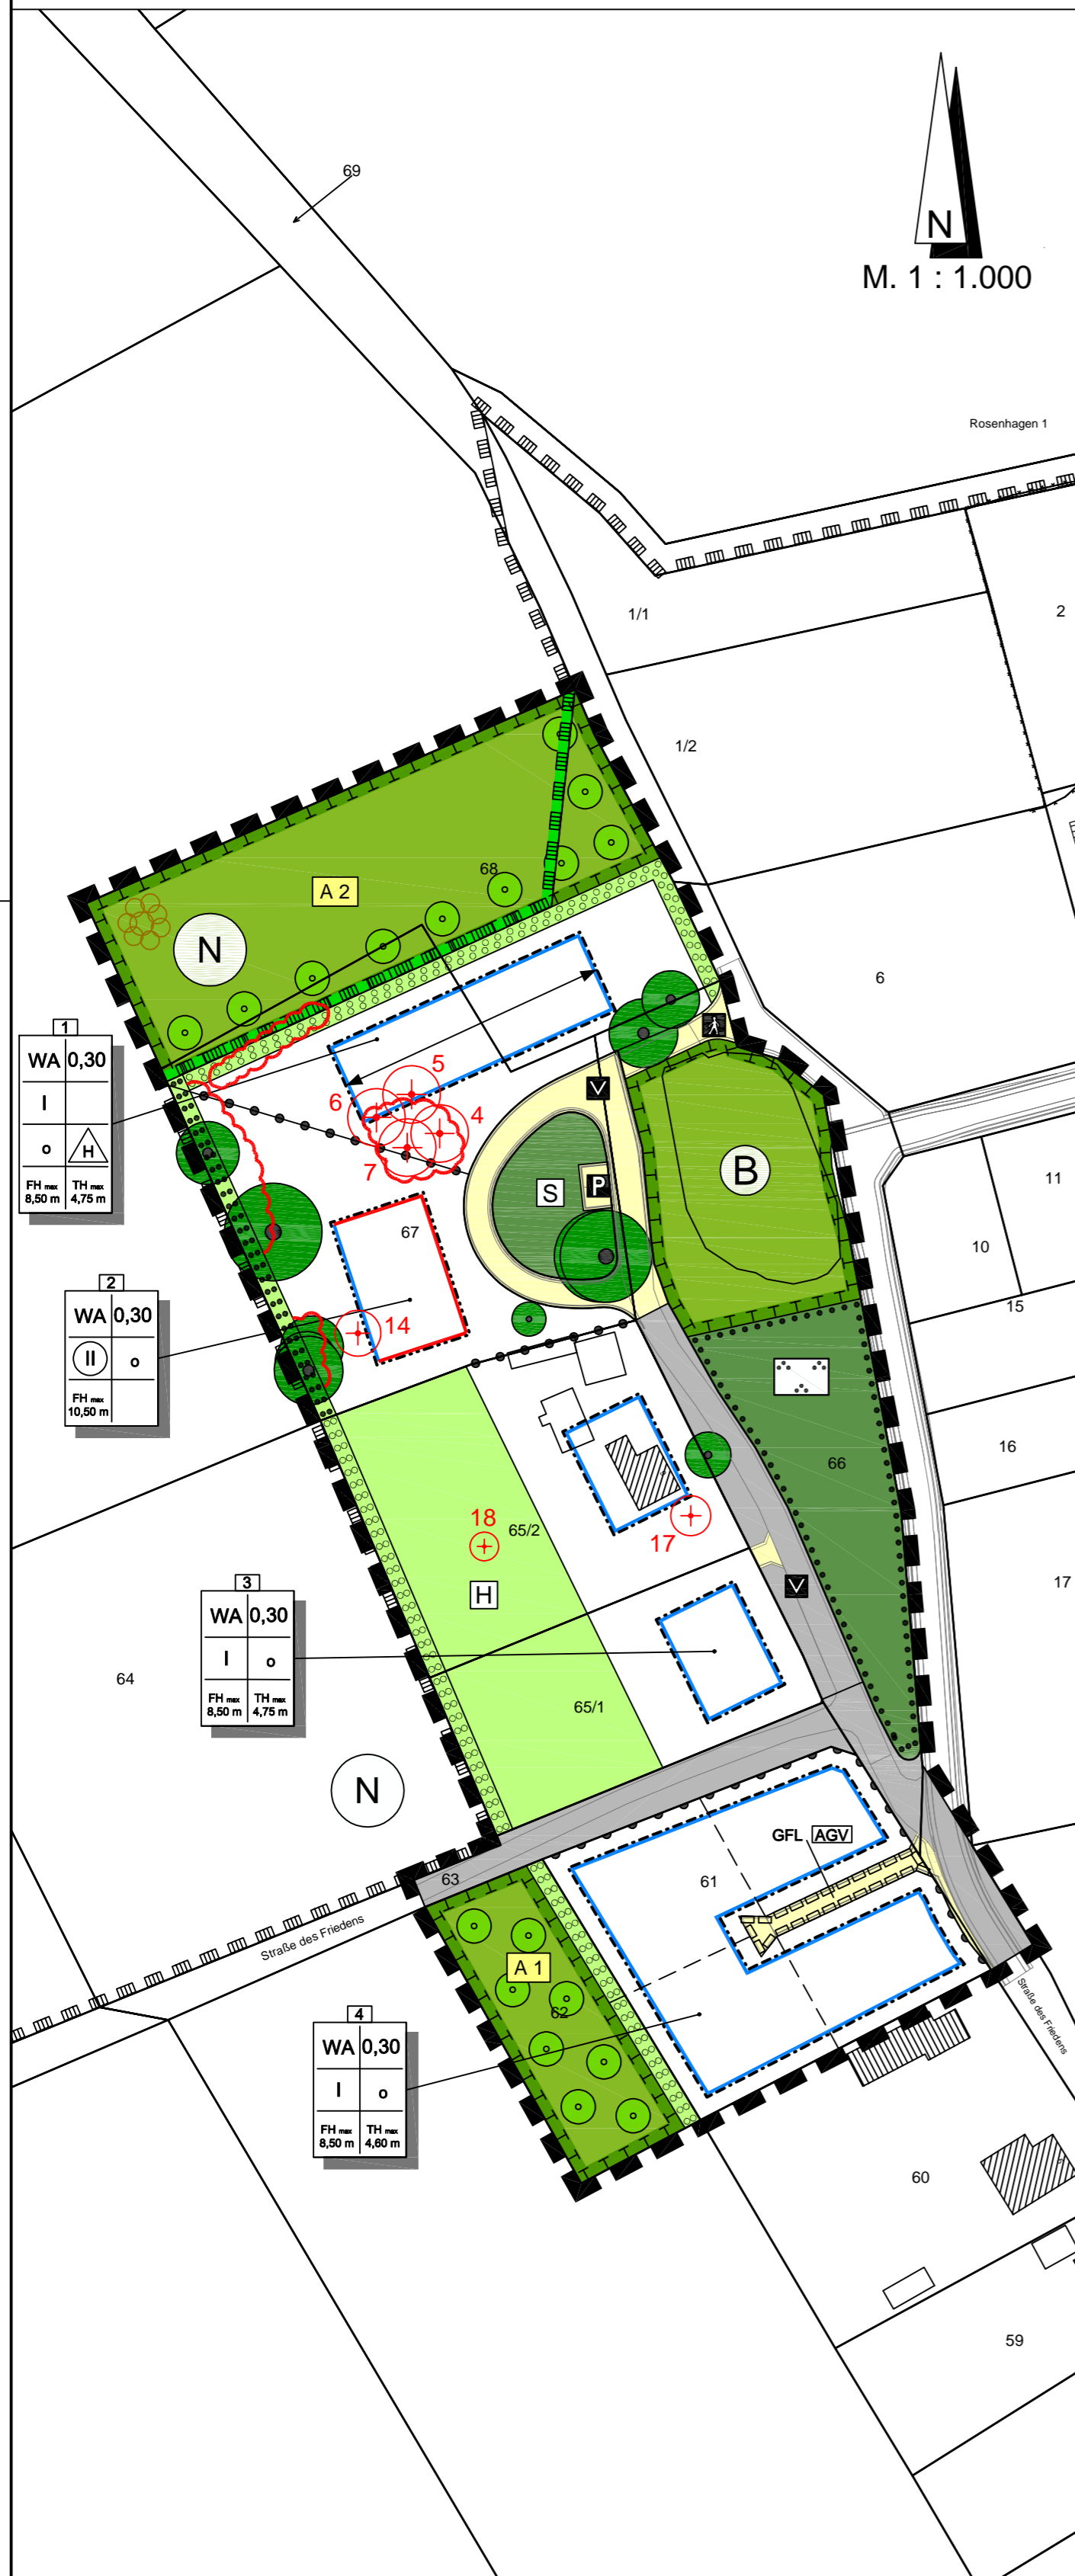 69
N
M. 1 : 1.000
Rosenhagen 1
1/1
2
1/2
68
A 2
N
6
1
WA 0,30
I
o H
FH max TH max
8,50 m 4,75 m
5
6
4
7
V
P
S
B
11
67
10
15
2
WA 0,30
II o
FH max
10,50 m
14
16
66
18
65/2
17
H
17
V
3
WA 0,30
I o
FH max TH max
8,50 m 4,75 m
64
65/1
N
GFL AGV
61
63
Straße des Friedens
A 1
62
Straße des Friedens
4
WA 0,30
I o
FH max TH max
8,50 m 4,60 m
60
59